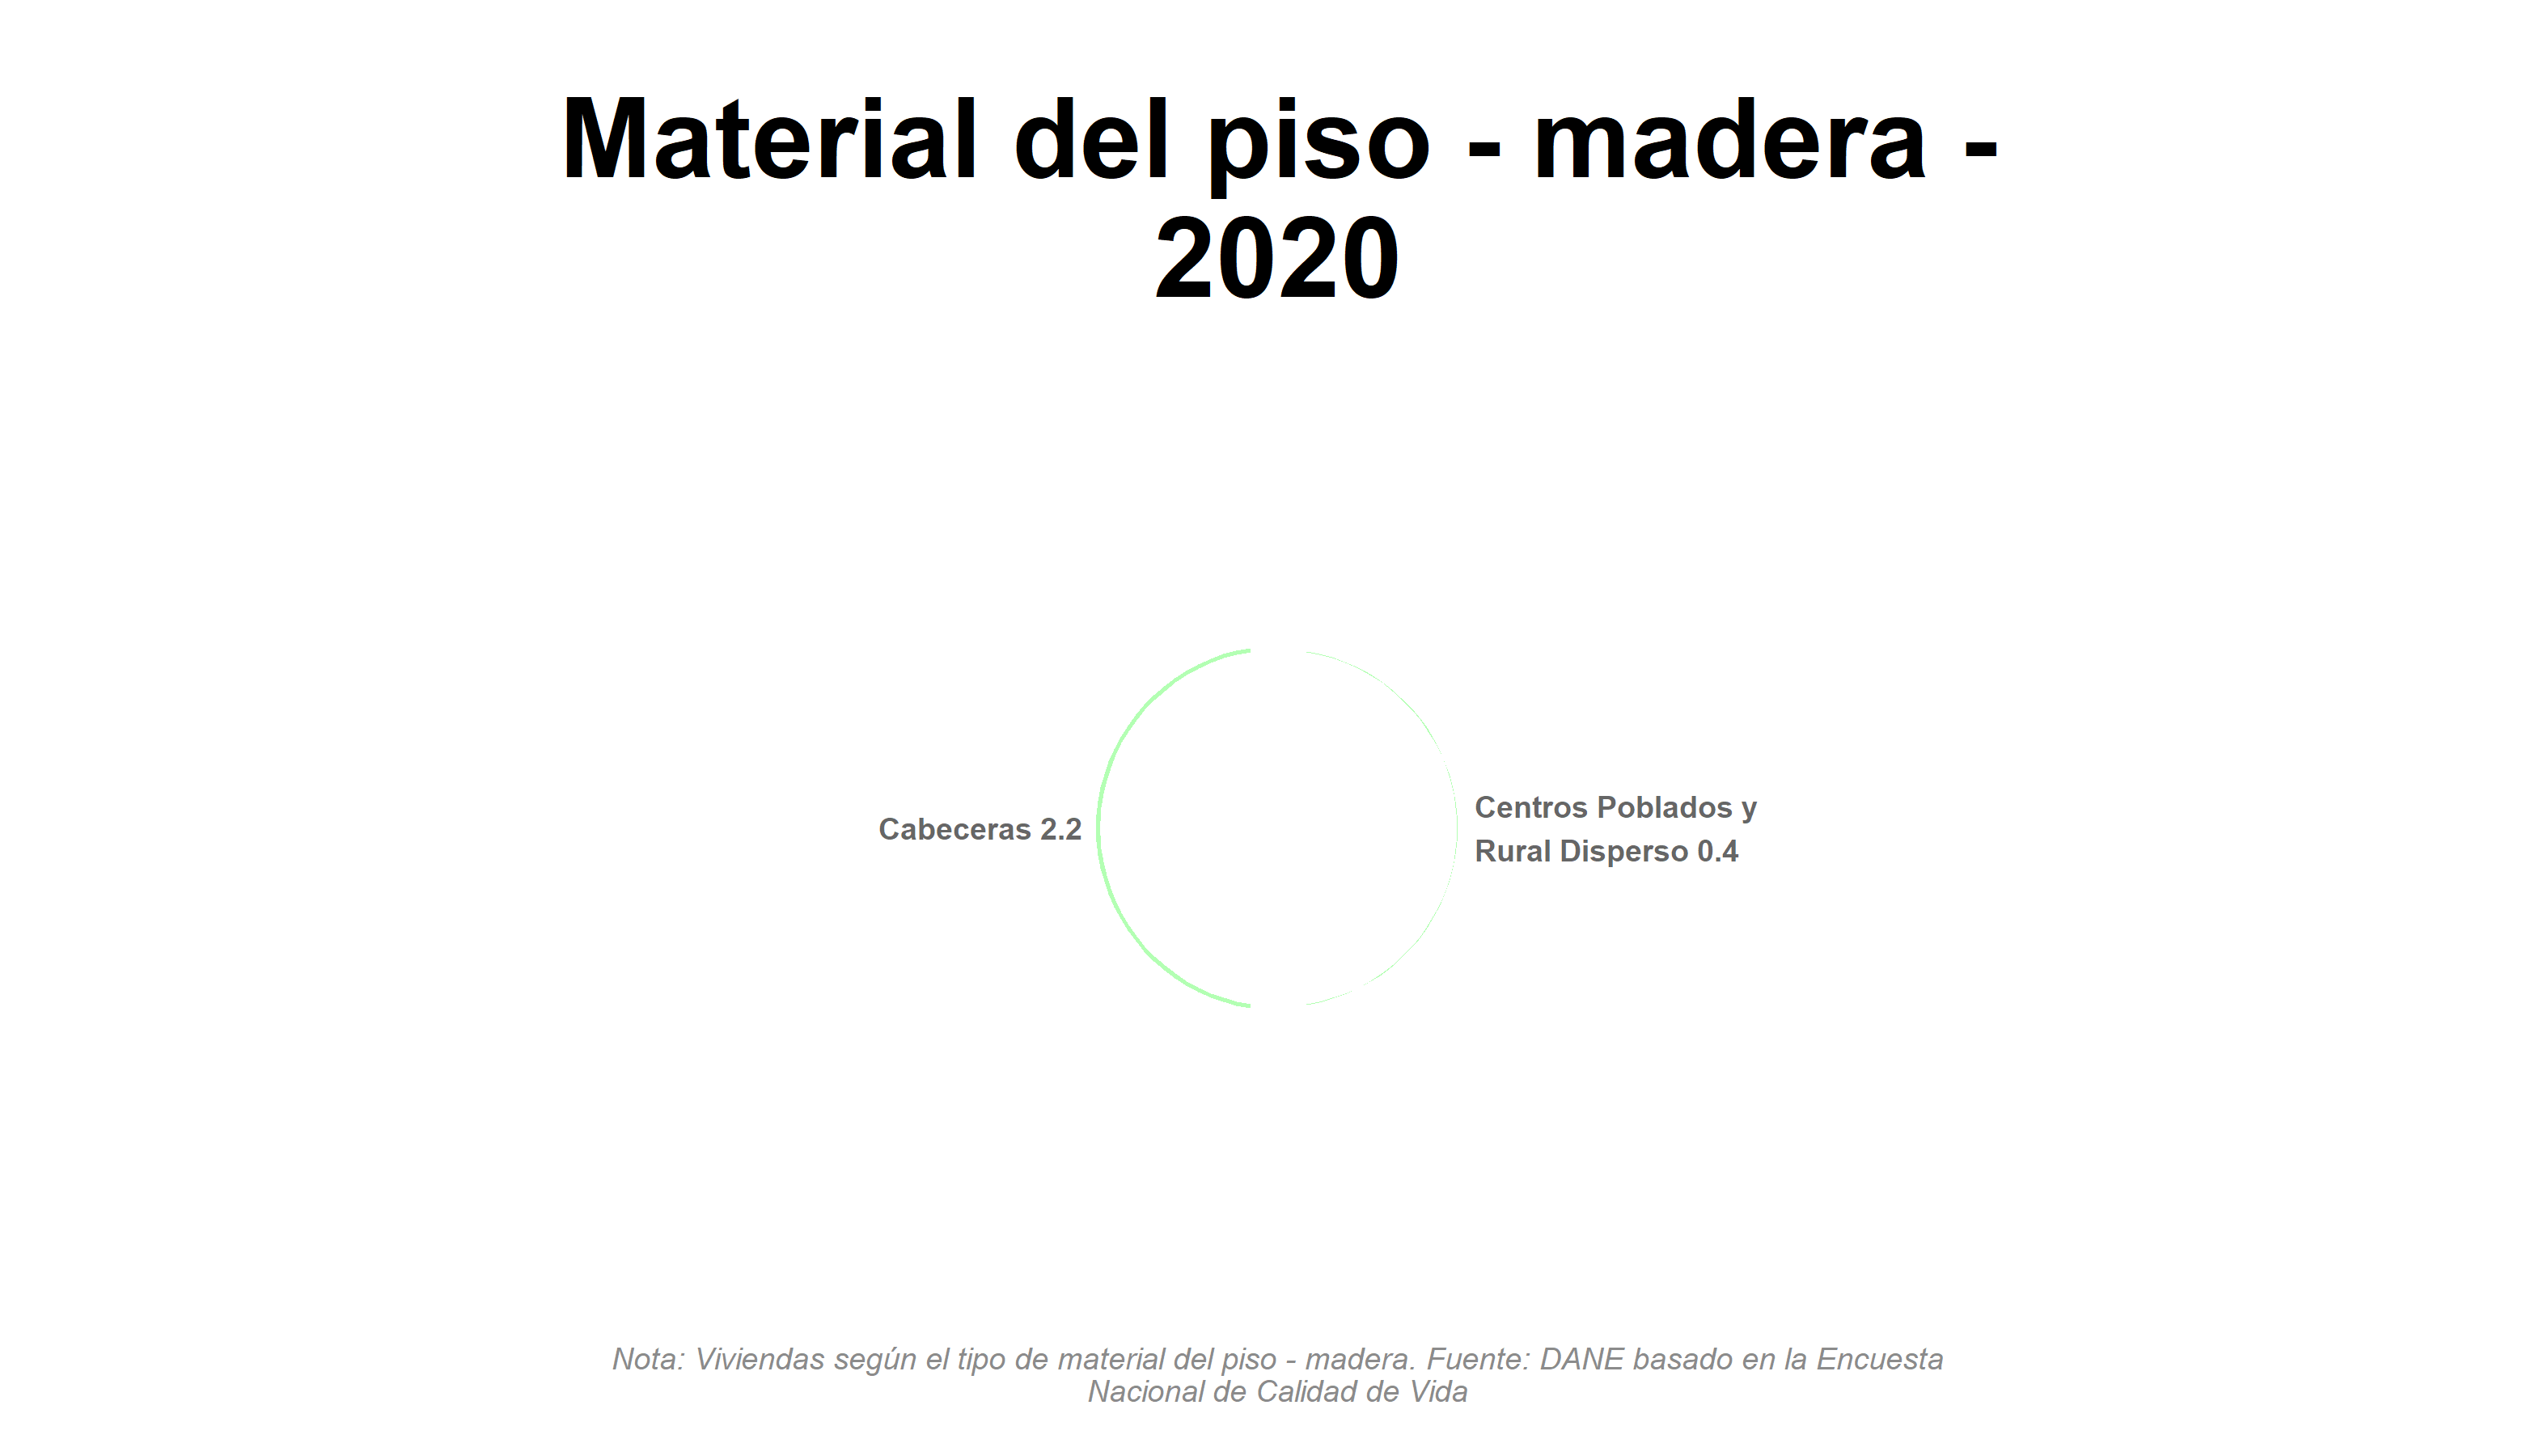 Material del piso - madera -
2020
Cabeceras 2.2
Centros Poblados y
Rural Disperso 0.4
Nota: Viviendas según el tipo de material del piso - madera. Fuente: DANE basado en la Encuesta
Nacional de Calidad de Vida